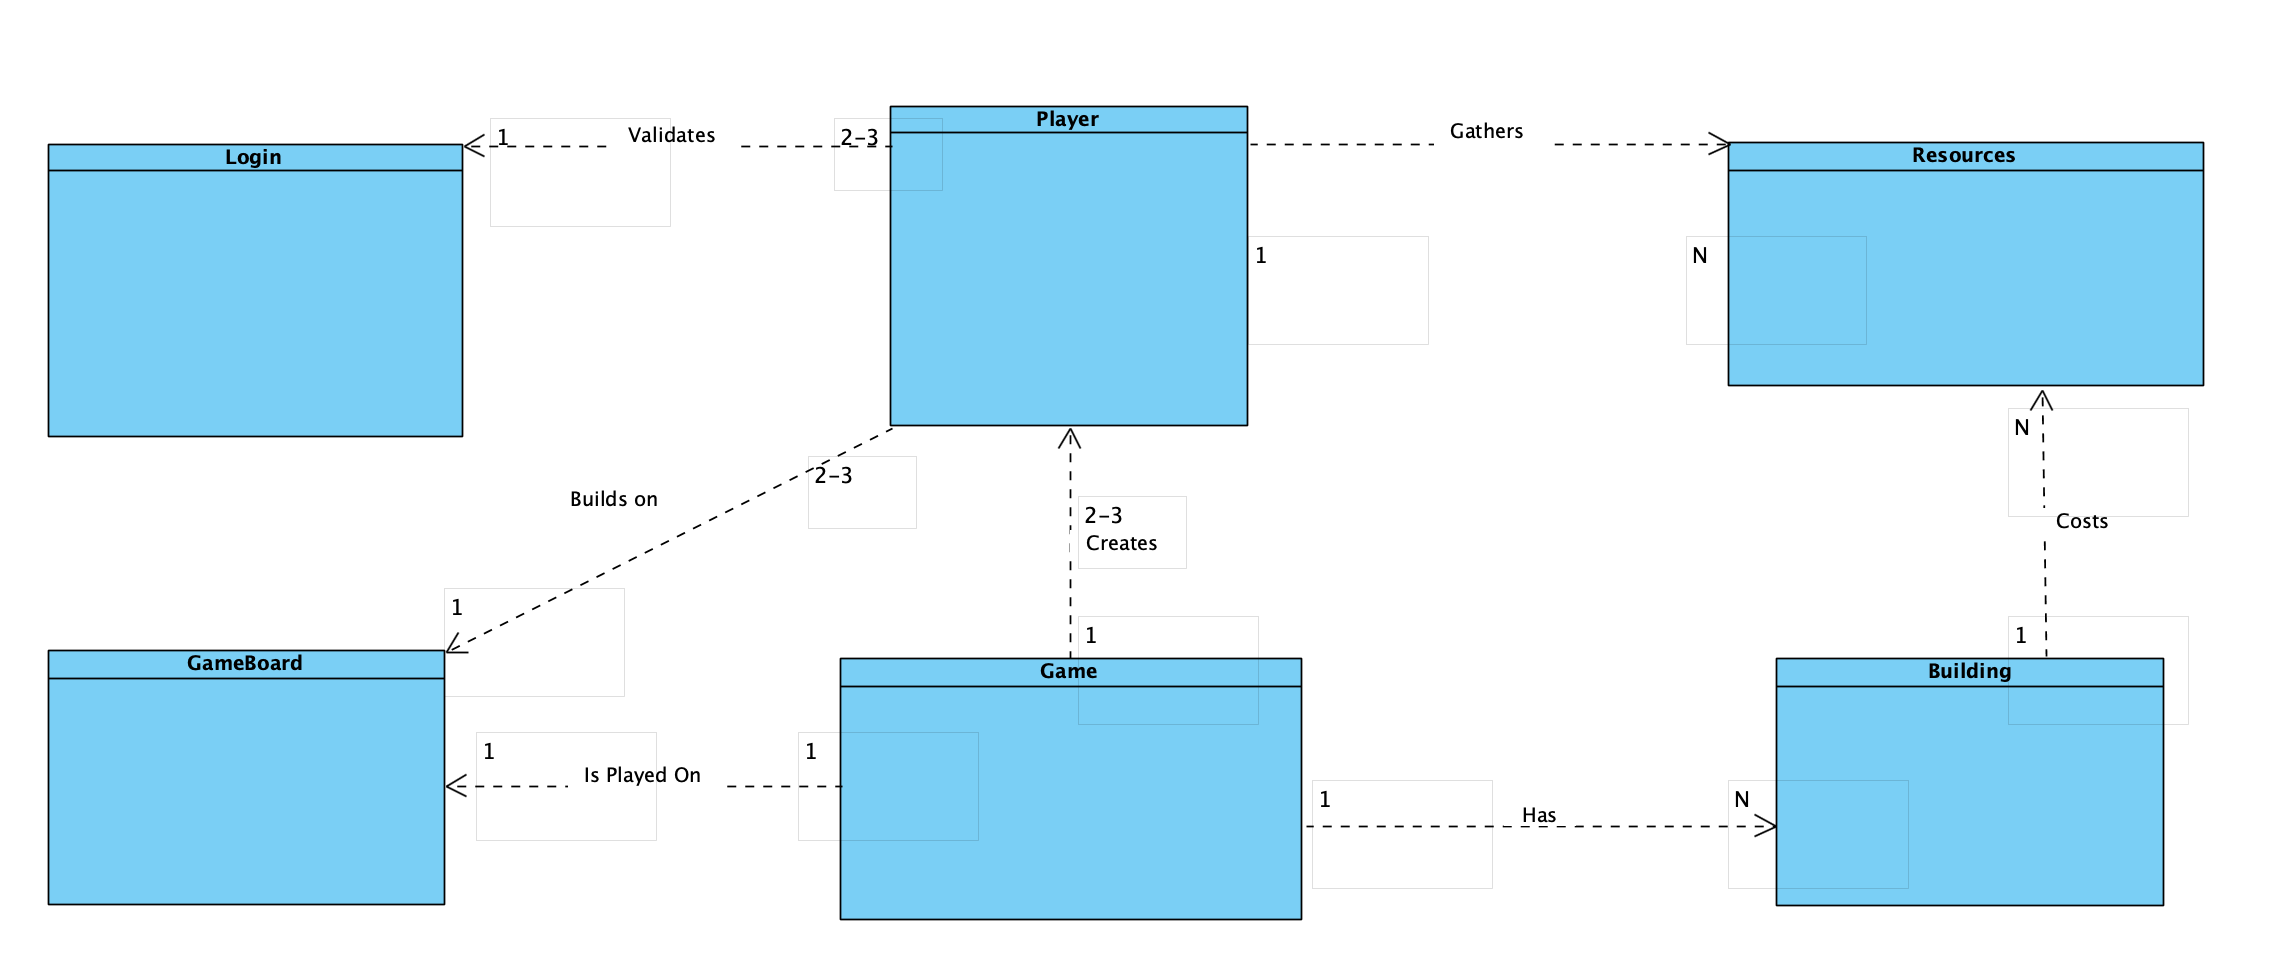 Player
Gathers
1
Validates
2-3
Login
Resources
1
N
N
2-3
Builds on
2-3
Creates
Costs
1
1
1
GameBoard
Game
Building
1
Is Played On
1
1
Has
N